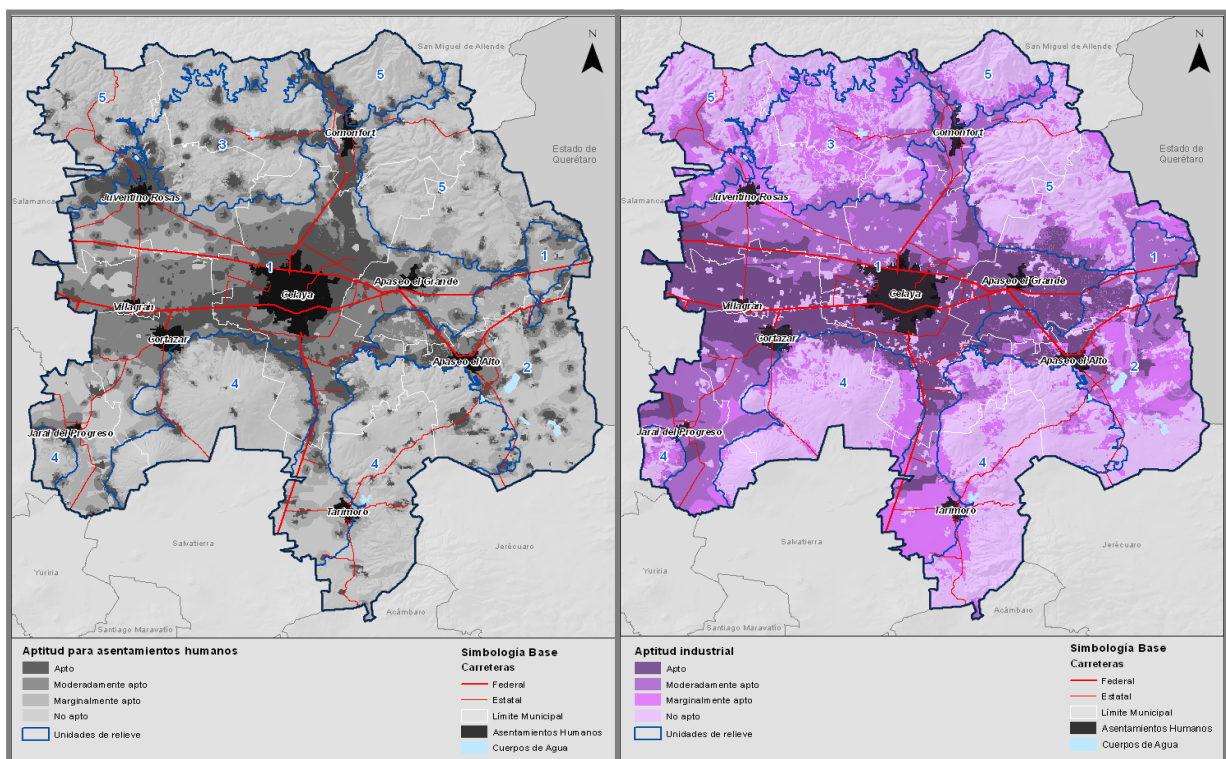 N
San Miguel de Allende
5
5
Comonfort
3
Estado de
Querétaro
5
Juventino Rosas
Salamanca
1
1
Apaseo el Grande
Celaya
Villagrán
Cortazar
Apaseo el Alto
2
4
Jaral del Progreso
4
4
Tarimoro
Salvatierra
Jerécuaro
Yuriria
Acámbaro
Santiago Maravatío
Aptitud para asentamientos humanos
Apto
Moderadamente apto
Marginalmente apto
No apto
Unidades de relieve
Simbología Base
Carreteras
Federal
Estatal
Límite Municipal
Asentamientos Humanos
Cuerpos de Agua
N
San Miguel de Allende
5
5
Comonfort
3
Estado de
Querétaro
5
Juventino Rosas
Salamanca
1
1
Apaseo el Grande
Celaya
Villagrán
Cortazar
Apaseo el Alto
2
4
Jaral del Progreso
4
4
Tarimoro
Salvatierra
Jerécuaro
Yuriria
Acámbaro
Santiago Maravatío
Aptitud industrial
Apto
Moderadamente apto
Marginalmente apto
No apto
Unidades de relieve
Simbología Base
Carreteras
Federal
Estatal
Límite Municipal
Asentamientos Humanos
Cuerpos de Agua